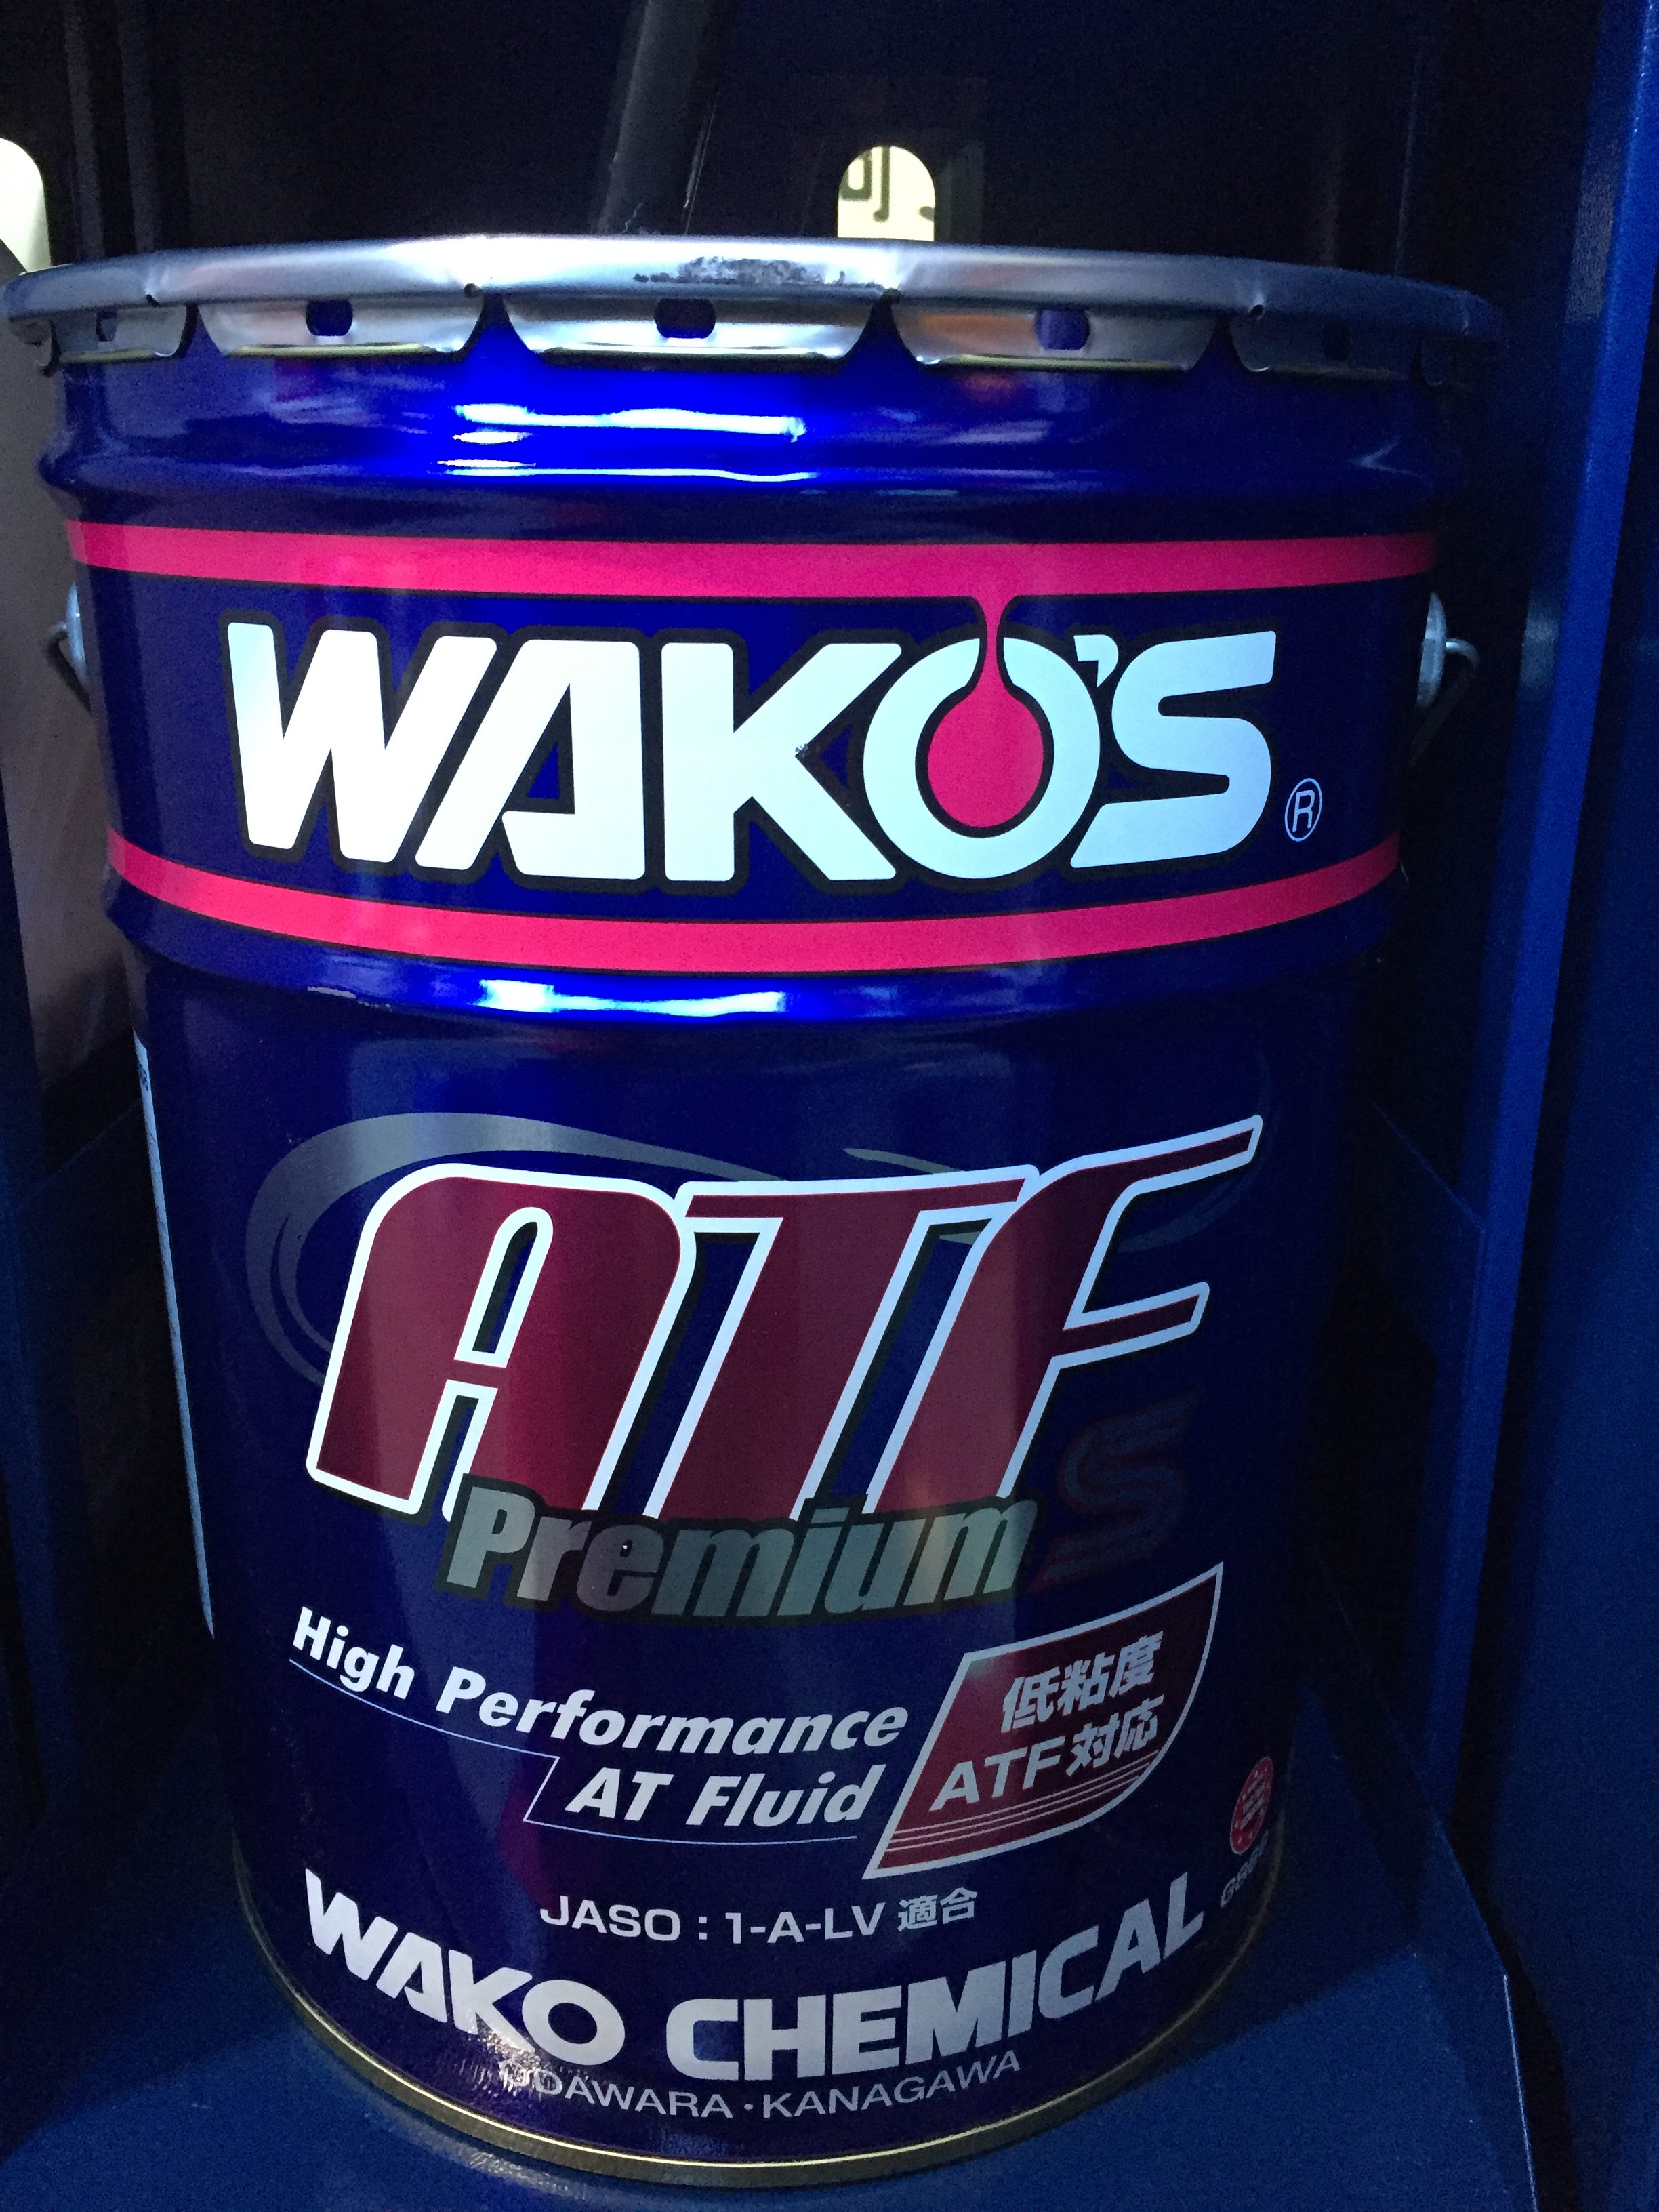 WAKO'S®
ATF
Premium S
High Performance
AT Fluid
低粘度
ATF対応
JASO : 1-A-LV 適合
WAKO CHEMICAL
ODAWARA・KANAGAWA